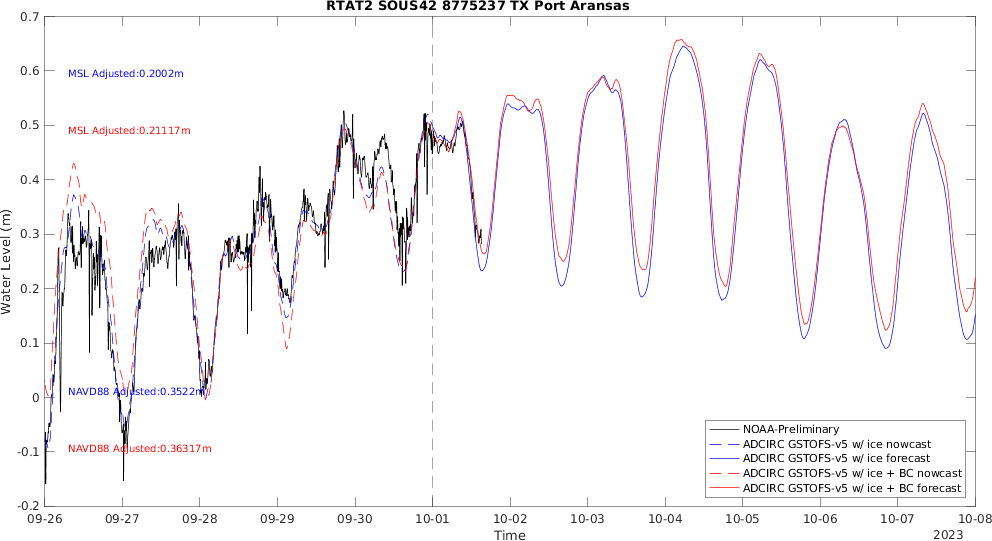 RTAT2 SOUS42 8775237 TX Port Aransas
0.7
0.6
0.5
0.4
0.3
0.2
0.1
0
-0.1
-0.2
Water Level (m)
MSL Adjusted:0.2002m
MSL Adjusted:0.21117m
NAVD88 Adjusted:0.3522m
NAVD88 Adjusted:0.36317m
NOAA-Preliminary
ADCIRC GSTOFS-v5 w/ ice nowcast
ADCIRC GSTOFS-v5 w/ ice forecast
ADCIRC GSTOFS-v5 w/ ice + BC nowcast
ADCIRC GSTOFS-v5 w/ ice + BC forecast
09-26 09-27 09-28 09-29 09-30 10-01 10-02 10-03 10-04 10-05 10-06 10-07 10-08
Time
2023